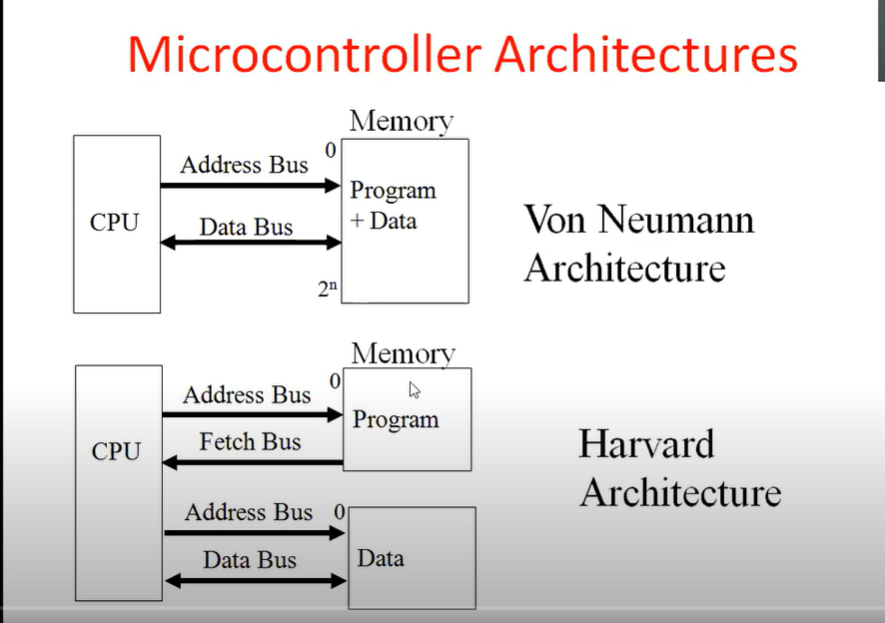 Microcontroller Architectures
Memory
0
Address Bus
Program
+ Data
CPU
Data Bus
2ⁿ
Von Neumann
Architecture
Memory
0
Address Bus
Program
Fetch Bus
CPU
Address Bus 0
Data Bus
Data
Harvard
Architecture